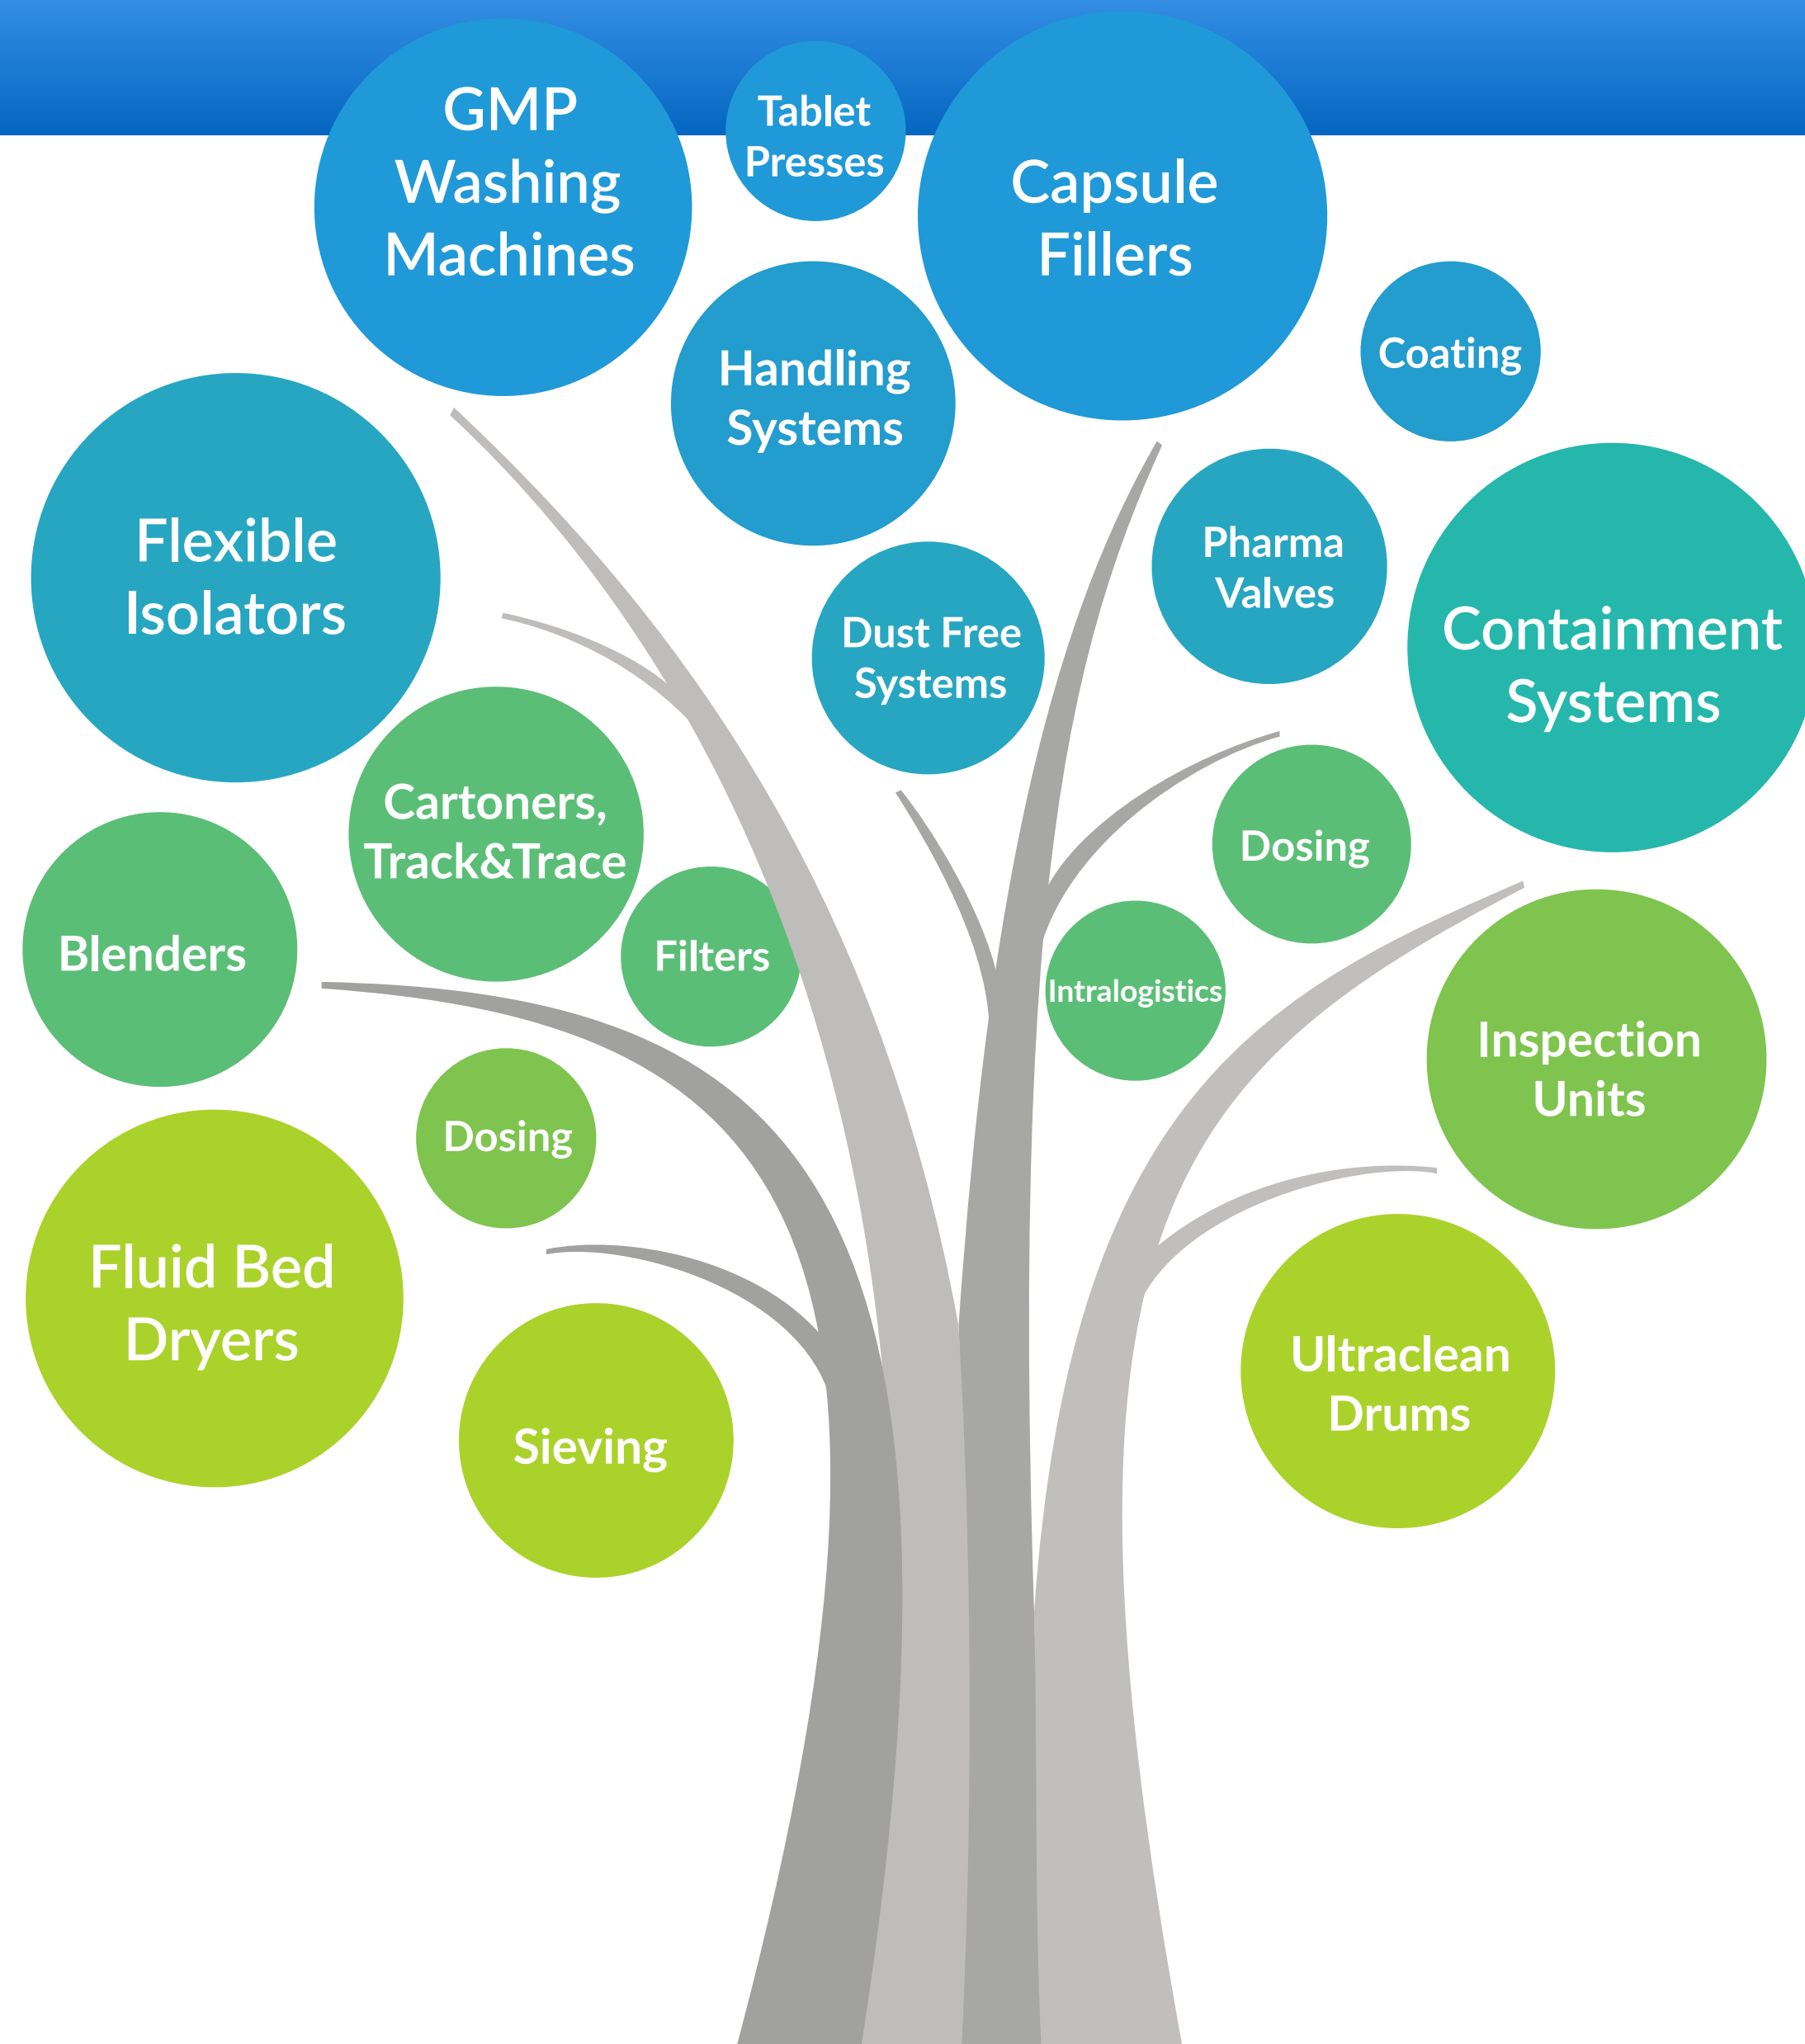 GMP
Washing
Machines
Tablet
Presses
Capsule
Fillers
Handling
Systems
Coating
Flexible
Isolators
Pharma
Valves
Dust Free
Systems
Containment
Systems
Cartoners,
Track&Trace
Dosing
Blenders
Filters
Intralogistics
Inspection
Units
Dosing
Fluid Bed
Dryers
Ultraclean
Drums
Sieving